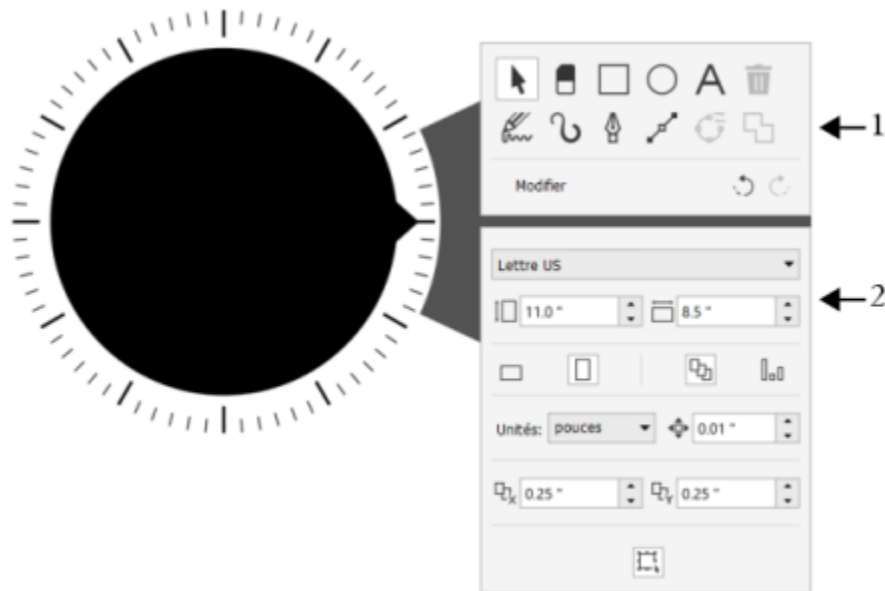 A
1
Modifier
Lettre US
2
11.0 " 8.5 "
Unités: pouces 0.01 "
X 0.25 " Y 0.25 "